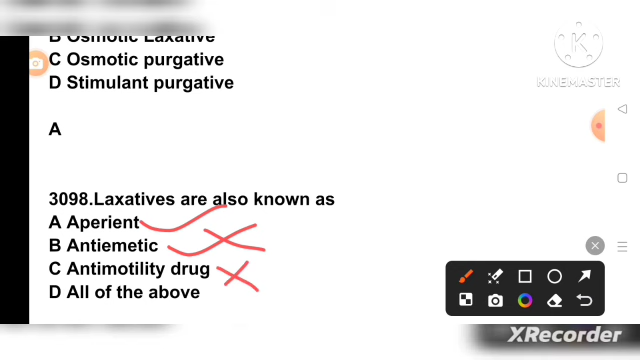 B Osmotic Laxative
C Osmotic purgative
D Stimulant purgative
A
3098.Laxatives are also known as
A Aperient
B Antiemetic
C Antimotility drug
D All of the above
K
KINEMASTER
XRecorder